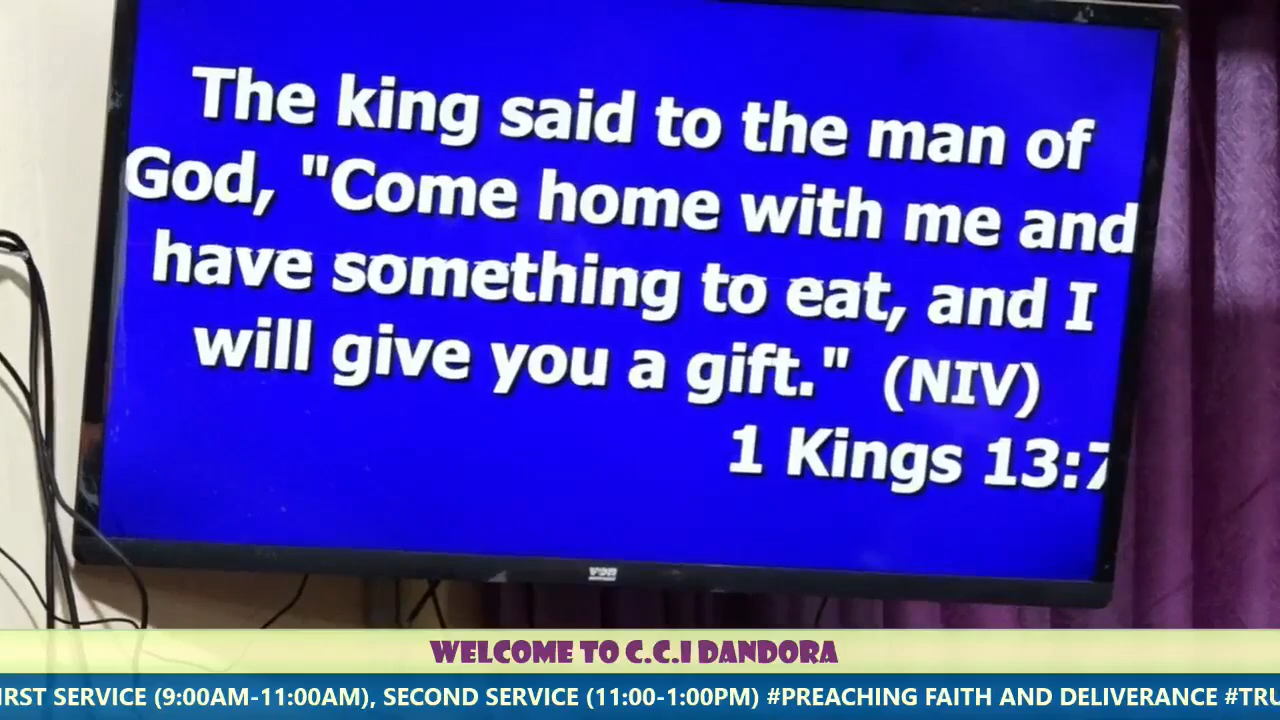 The king said to the man of
God, "Come home with me and
have something to eat, and I
will give you a gift." (NIV)
1 Kings 13:7
WELCOME TO C.C.I DANDORA
IRST SERVICE (9:00AM-11:00AM), SECOND SERVICE (11:00-1:00PM) #PREACHING FAITH AND DELIVERANCE #TRU